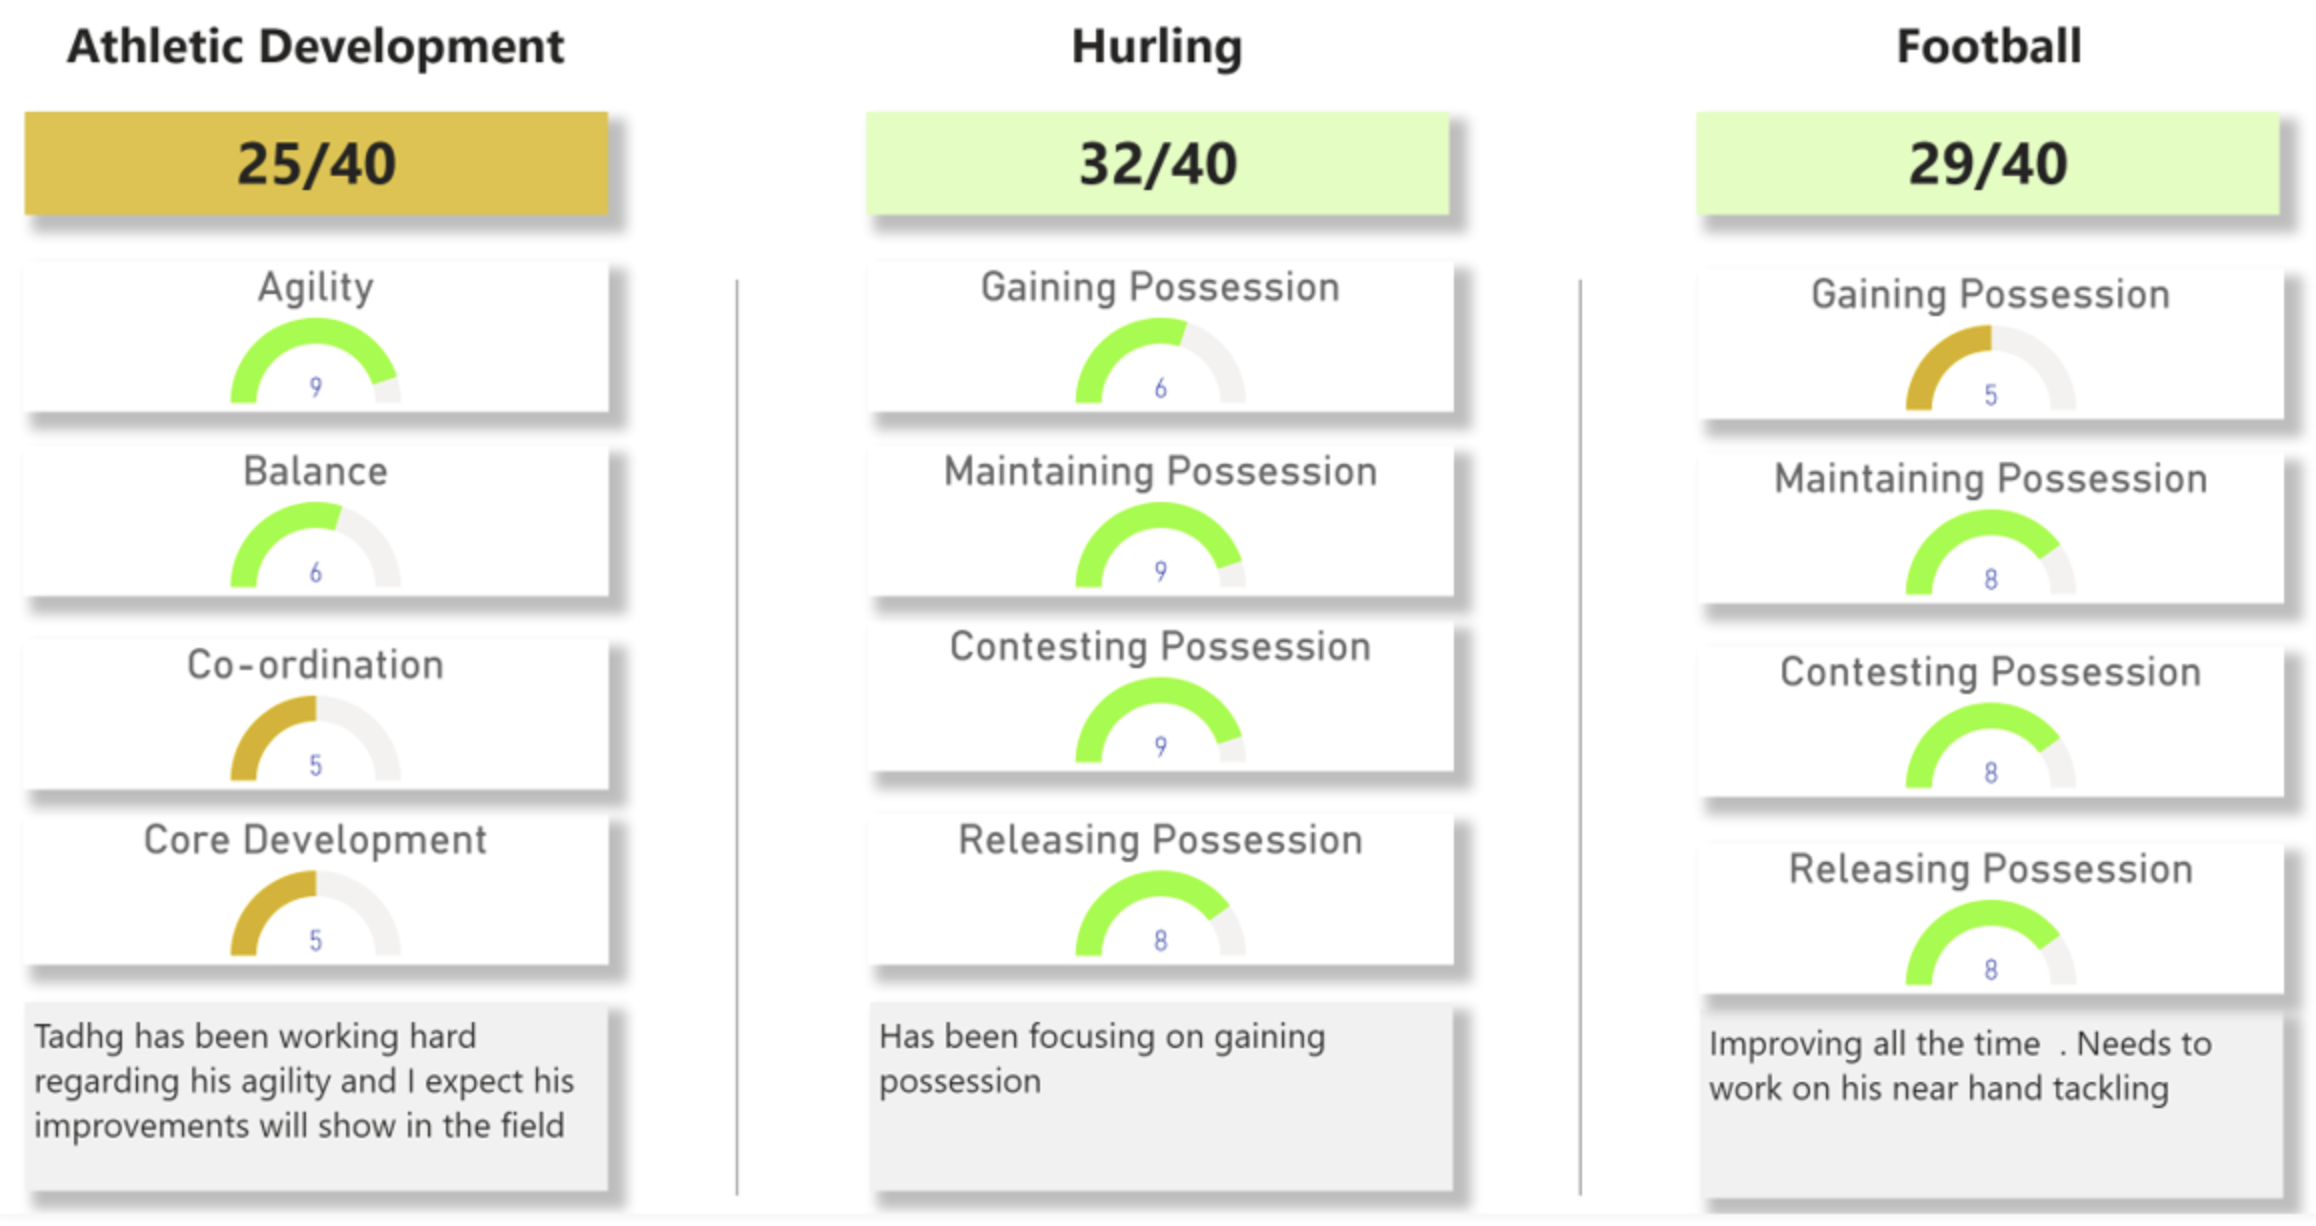 Athletic Development
25/40
Agility
9
Balance
6
Co-ordination
5
Core Development
5
Tadhg has been working hard
regarding his agility and I expect his
improvements will show in the field
Hurling
32/40
Gaining Possession
6
Maintaining Possession
9
Contesting Possession
9
Releasing Possession
8
Has been focusing on gaining
possession
Football
29/40
Gaining Possession
5
Maintaining Possession
8
Contesting Possession
8
Releasing Possession
8
Improving all the time  . Needs to
work on his near hand tackling